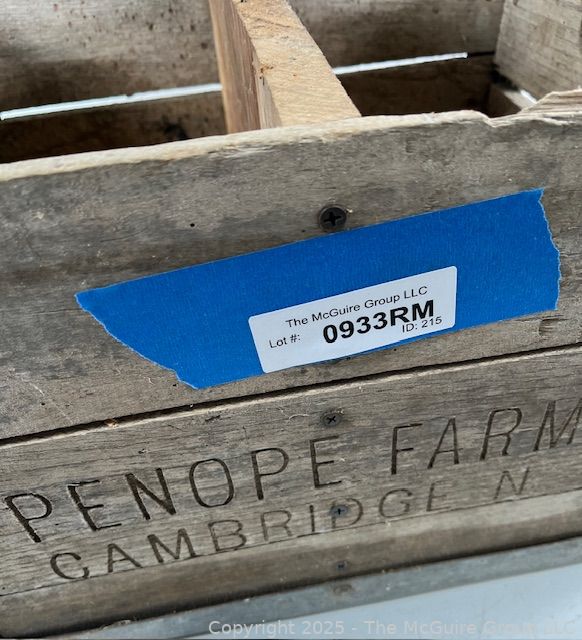 The McGuire Group LLC
Lot #: 0933RM
ID: 215
PENOPE FARM
CAMBRIDGE N
Copyright 2025 - The McGuire Group LLC